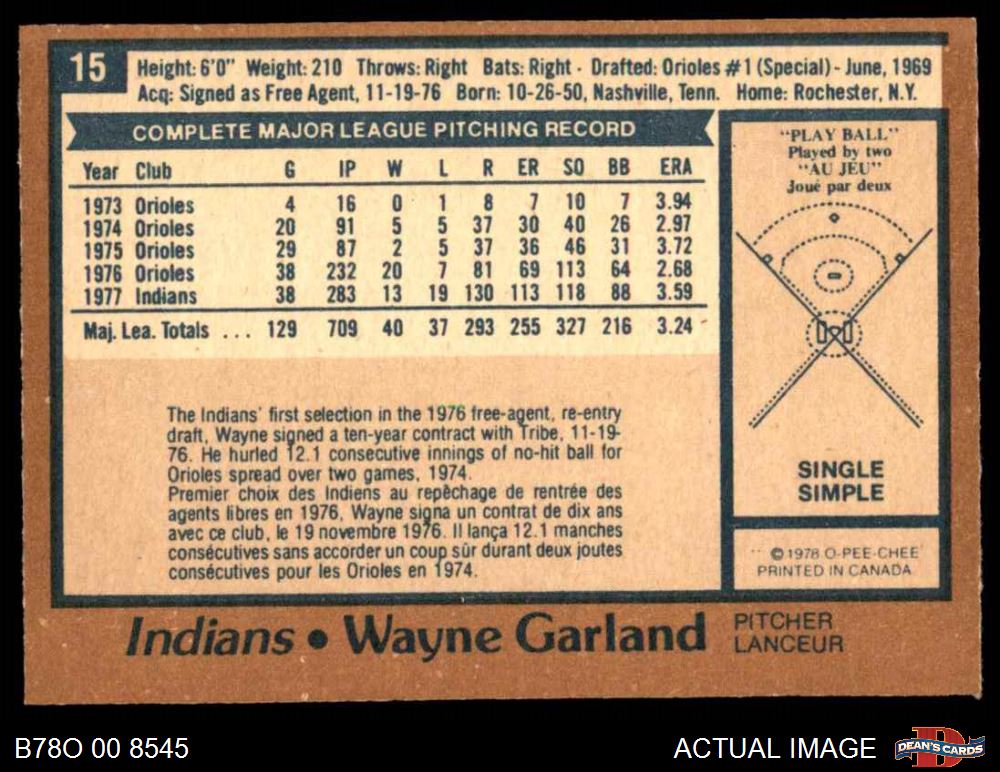 15
Height: 6'0" Weight: 210 Throws: Right Bats: Right - Drafted: Orioles #1 (Special) - June, 1969
Acq: Signed as Free Agent, 11-19-76 Born: 10-26-50, Nashville, Tenn. Home: Rochester, N.Y.
COMPLETE MAJOR LEAGUE PITCHING RECORD
Year Club G IP W L R ER SO BB ERA
1973 Orioles 4 16 0 1 8 7 10 7 3.94
1974 Orioles 20 91 5 5 37 30 40 26 2.97
1975 Orioles 29 87 2 5 37 36 46 31 3.72
1976 Orioles 38 232 20 7 81 69 113 64 2.68
1977 Indians 38 283 13 19 130 113 118 88 3.59
Maj. Lea. Totals ... 129 709 40 37 293 255 327 216 3.24
The Indians' first selection in the 1976 free-agent, re-entry
draft, Wayne signed a ten-year contract with Tribe, 11-19-
76. He hurled 12.1 consecutive innings of no-hit ball for
Orioles spread over two games, 1974.
Premier choix des Indiens au repêchage de rentrée des
agents libres en 1976, Wayne signa un contrat de dix ans
avec ce club, le 19 novembre 1976. Il lança 12.1 manches
consécutives sans accorder un coup sûr durant deux joutes
consécutives pour les Orioles en 1974.
"PLAY BALL"
Played by two
"AU JEU"
Joué par deux
SINGLE
SIMPLE
© 1978 O-PEE-CHEE
PRINTED IN CANADA
Indians • Wayne Garland
PITCHER
LANCEUR
B78O 00 8545
ACTUAL IMAGE
D
DEAN'S CARDS